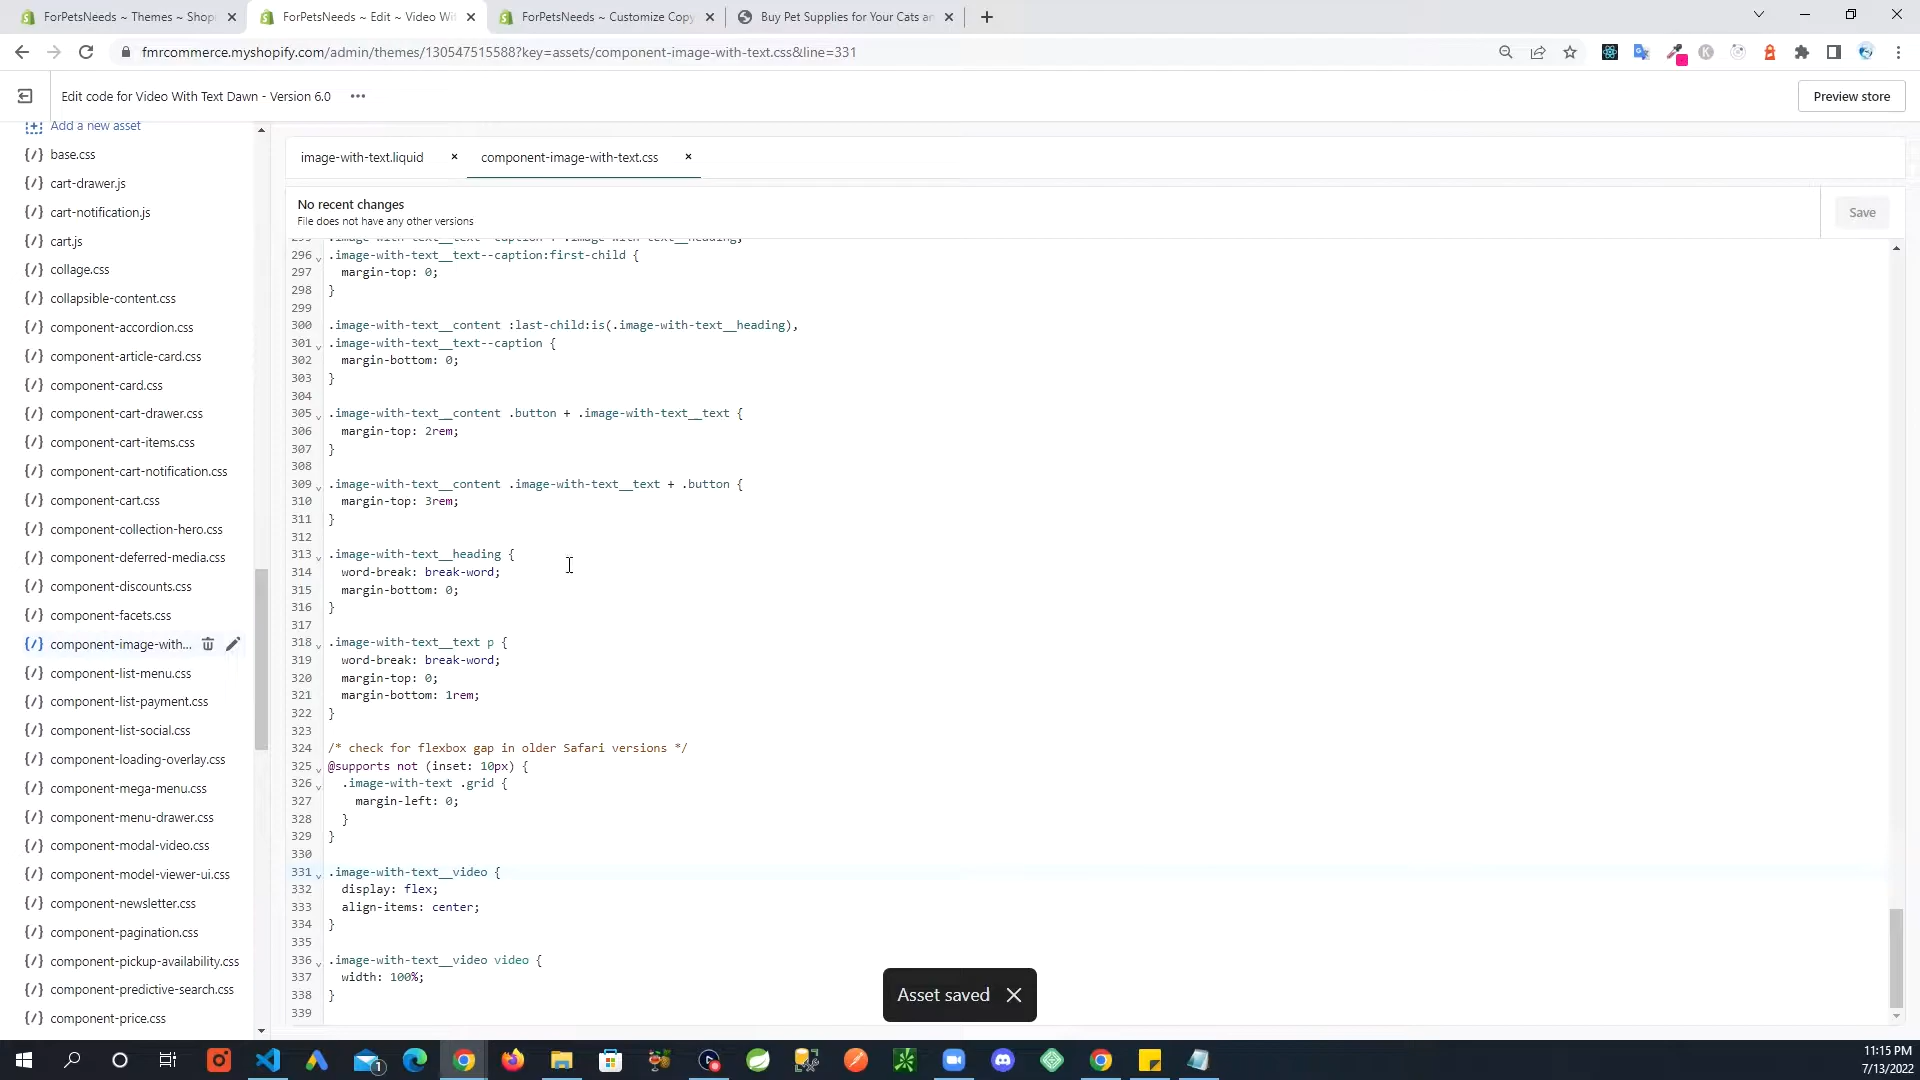 ForPetsNeeds ~ Themes ~ Shopi
ForPetsNeeds ~ Edit ~ Video Wit
ForPetsNeeds ~ Customize Copy
Buy Pet Supplies for Your Cats an
fmrcommerce.myshopify.com/admin/themes/130547515588?key=assets/component-image-with-text.css&line=331
Edit code for Video With Text Dawn - Version 6.0
Preview store
Add a new asset
base.css
cart-drawer.js
cart-notification.js
cart.js
collage.css
collapsible-content.css
component-accordion.css
component-article-card.css
component-card.css
component-cart-drawer.css
component-cart-items.css
component-cart-notification.css
component-cart.css
component-collection-hero.css
component-deferred-media.css
component-discounts.css
component-facets.css
component-image-with...
component-list-menu.css
component-list-payment.css
component-list-social.css
component-loading-overlay.css
component-mega-menu.css
component-menu-drawer.css
component-modal-video.css
component-model-viewer-ui.css
component-newsletter.css
component-pagination.css
component-pickup-availability.css
component-predictive-search.css
component-price.css
image-with-text.liquid
component-image-with-text.css
No recent changes
File does not have any other versions
Save
296 .image-with-text__text--caption:first-child {
297 margin-top: 0;
298 }
299
300 .image-with-text__content :last-child:is(.image-with-text__heading),
301 .image-with-text__text--caption {
302 margin-bottom: 0;
303 }
304
305 .image-with-text__content .button + .image-with-text__text {
306 margin-top: 2rem;
307 }
308
309 .image-with-text__content .image-with-text__text + .button {
310 margin-top: 3rem;
311 }
312
313 .image-with-text__heading {
314 word-break: break-word;
315 margin-bottom: 0;
316 }
317
318 .image-with-text__text p {
319 word-break: break-word;
320 margin-top: 0;
321 margin-bottom: 1rem;
322 }
323
324 /* check for flexbox gap in older Safari versions */
325 @supports not (inset: 10px) {
326 .image-with-text .grid {
327 margin-left: 0;
328 }
329 }
330
331 .image-with-text__video {
332 display: flex;
333 align-items: center;
334 }
335
336 .image-with-text__video video {
337 width: 100%;
338 }
339
Asset saved
11:15 PM
7/13/2022